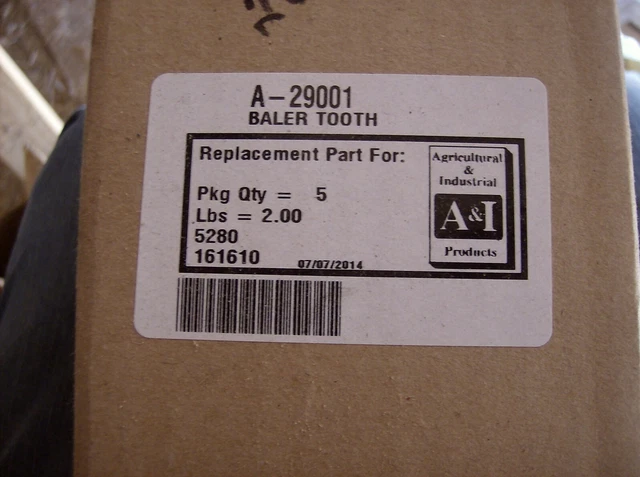 A-29001
BALER TOOTH
Replacement Part For:
Pkg Qty = 5
Lbs = 2.00
5280
161610 07/07/2014
Agricultural
&
Industrial
A&I
Products